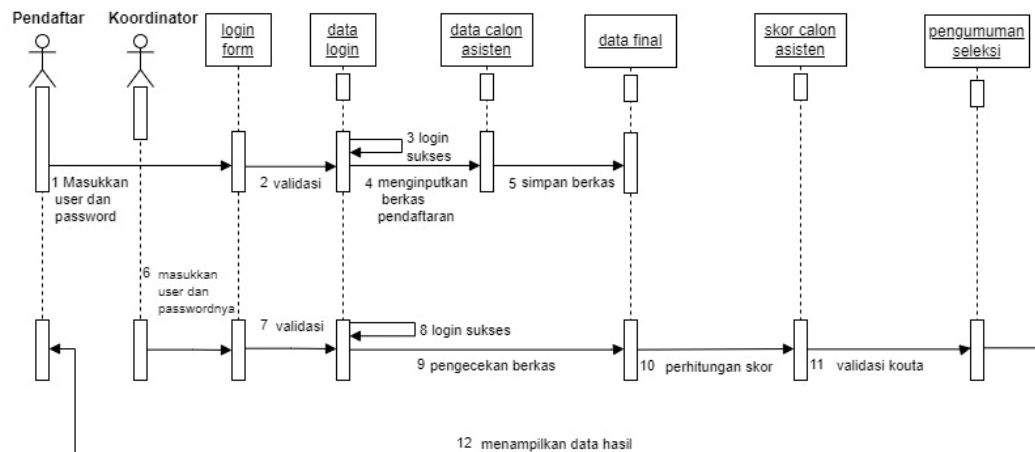 Pendaftar
Koordinator
login
form
data
login
data calon
asisten
data final
skor calon
asisten
pengumuman
seleksi
3 login
sukses
1 Masukkan
user dan
password
2 validasi
4 menginputkan
berkas
pendaftaran
5 simpan berkas
6 masukkan
user dan
passwordnya
7 validasi
8 login sukses
9 pengecekan berkas
10 perhitungan skor
11 validasi kouta
12 menampilkan data hasil